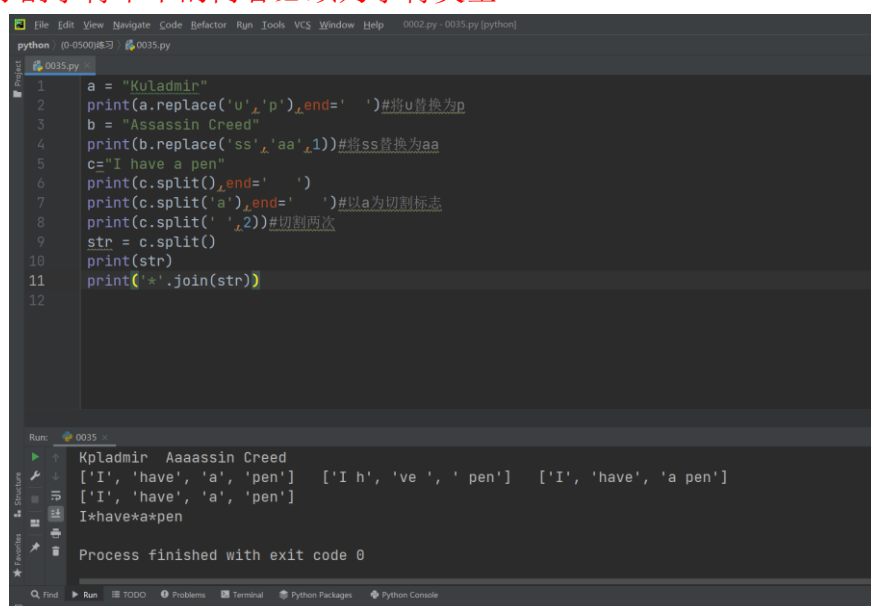 File Edit View Navigate Code Refactor Run Tools VCS Window Help 0002.py - 0035.py [python]
python (0-0500)练习 0035.py
Project
0035.py
1 a = "Kuladmir"
2 print(a.replace('u','p'),end='  ')#将u替换为p
3 b = "Assassin Creed"
4 print(b.replace('ss','aa',1))#将ss替换为aa
5 c="I have a pen"
6 print(c.split(),end='   ')
7 print(c.split('a'),end='   ')#以a为切割标志
8 print(c.split(' ',2))#切割两次
9 str = c.split()
10 print(str)
11 print('*'.join(str))
12
Run: 0035
Kpladmir  Aaaassin Creed
['I', 'have', 'a', 'pen']   ['I h', 've ', ' pen']   ['I', 'have', 'a pen']
['I', 'have', 'a', 'pen']
I*have*a*pen
Process finished with exit code 0
Structure
Favorites
Find Run TODO Problems Terminal Python Packages Python Console